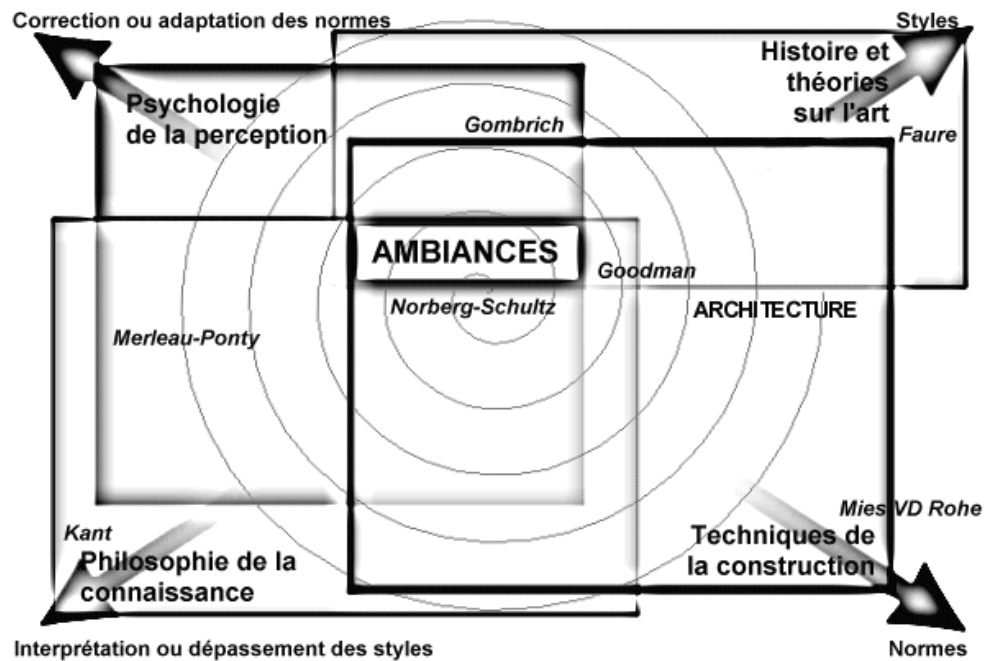 Correction ou adaptation des normes
Styles
Histoire et
théories
sur l'art
Psychologie
de la perception
Gombrich
Faure
AMBIANCES
Goodman
Norberg-Schultz
ARCHITECTURE
Merleau-Ponty
Mies VD Rohe
Kant
Techniques de
la construction
Philosophie de la
connaissance
Interprétation ou dépassement des styles
Normes